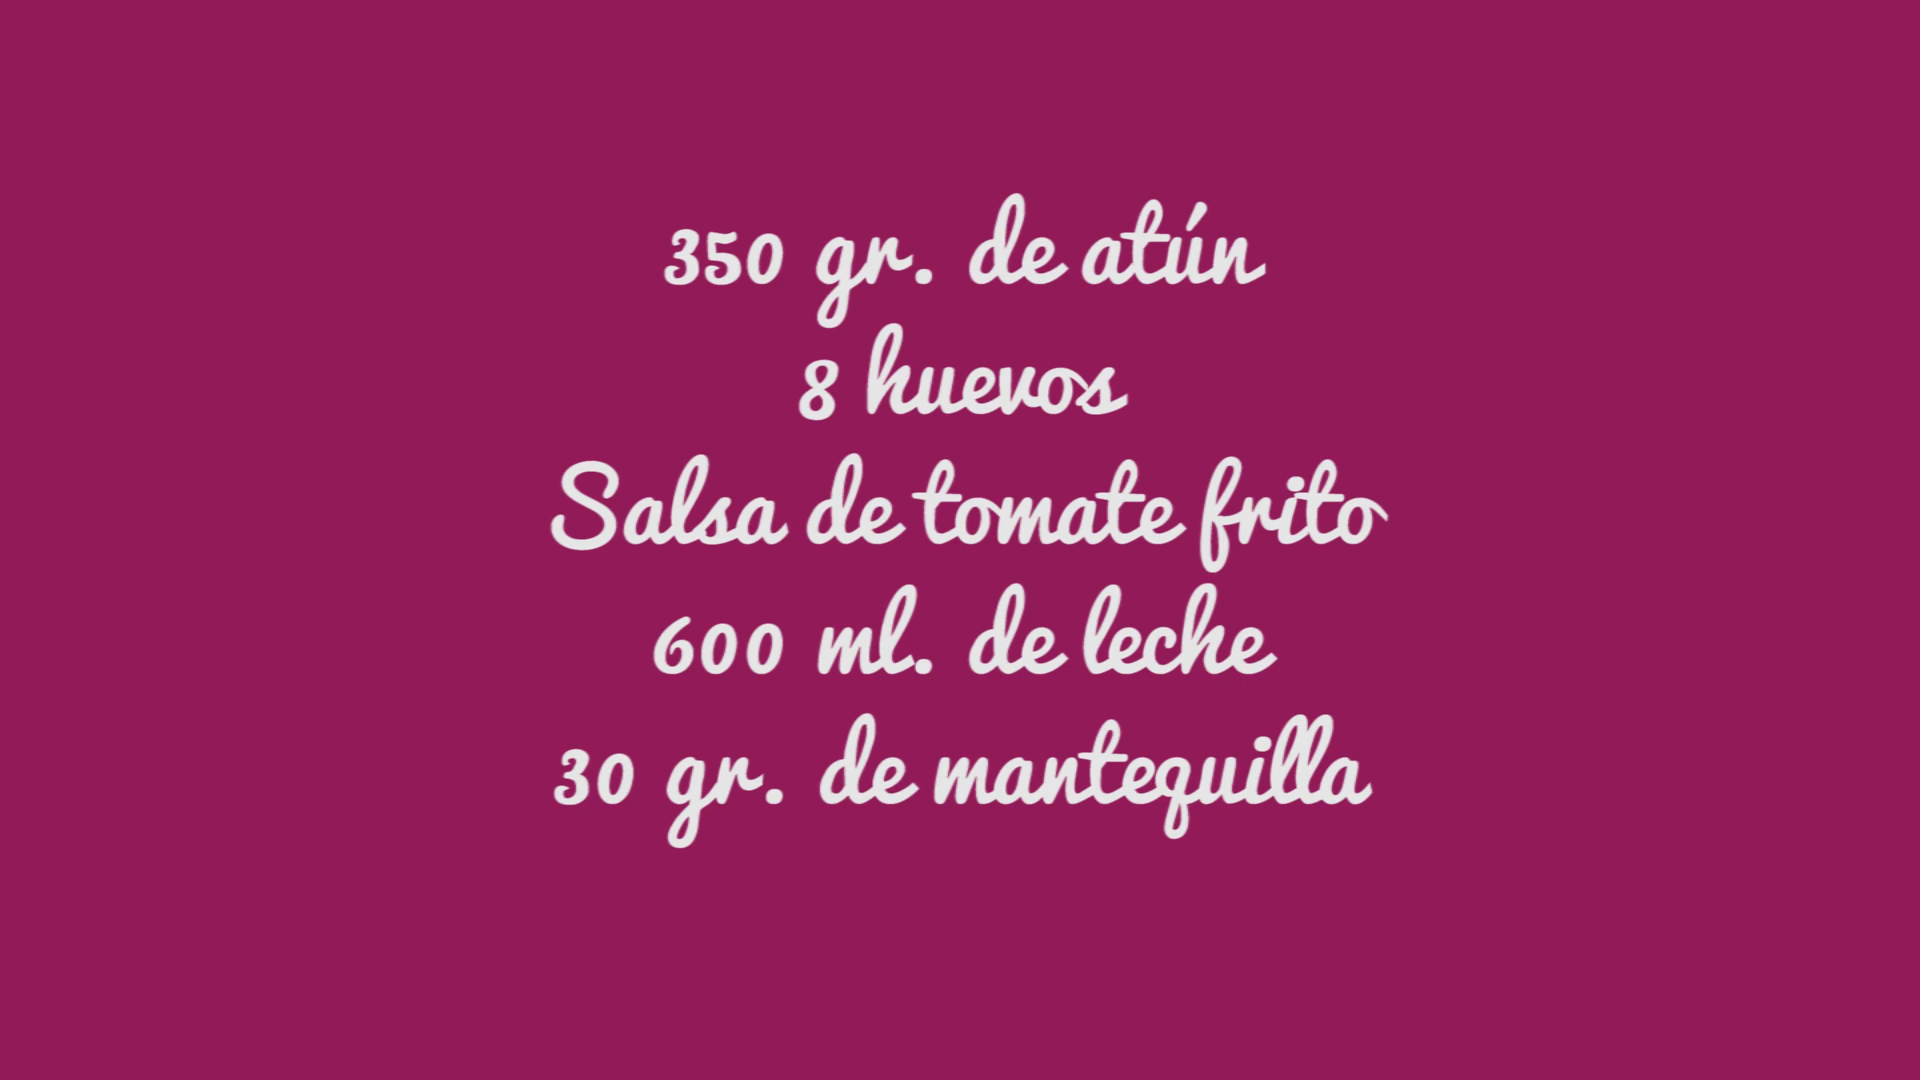 350 gr. de atún
8 huevos
Salsa de tomate frito
600 ml. de leche
30 gr. de mantequilla